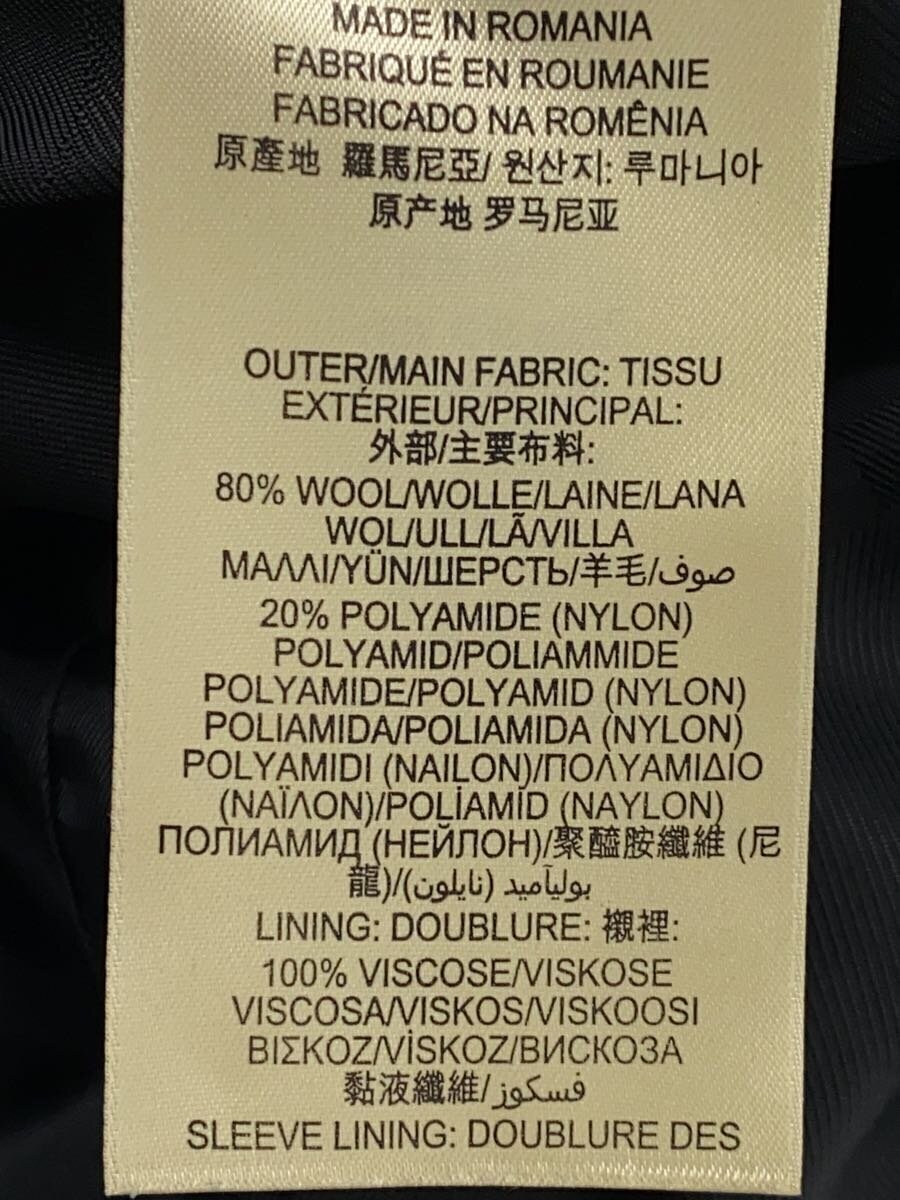 MADE IN ROMANIA
FABRIQUÉ EN ROUMANIE
FABRICADO NA ROMÊNIA
原產地 羅馬尼亞/ 원산지: 루마니아
原产地 罗马尼亚
OUTER/MAIN FABRIC: TISSU
EXTÉRIEUR/PRINCIPAL:
外部/主要布料:
80% WOOL/WOLLE/LAINE/LANA
WOL/ULL/LÃ/VILLA
ΜΑΛΛΙ/YÜN/ШЕРСТЬ/羊毛/صوف
20% POLYAMIDE (NYLON)
POLYAMID/POLIAMMIDE
POLYAMIDE/POLYAMID (NYLON)
POLIAMIDA/POLIAMIDA (NYLON)
POLYAMIDI (NAILON)/ΠΟΛΥΑΜΙΔΙΟ
(ΝΑΪΛΟΝ)/POLİAMİD (NAYLON)
ПОЛИАМИД (НЕЙЛОН)/聚醯胺纖維 (尼
龍)/بوليآميد (نايلون)
LINING: DOUBLURE: 襯裡:
100% VISCOSE/VISKOSE
VISCOSA/VISKOS/VISKOOSI
ΒΙΣΚΟΖ/VİSKOZ/ВИСКОЗА
黏液纖維/فسكوز
SLEEVE LINING: DOUBLURE DES